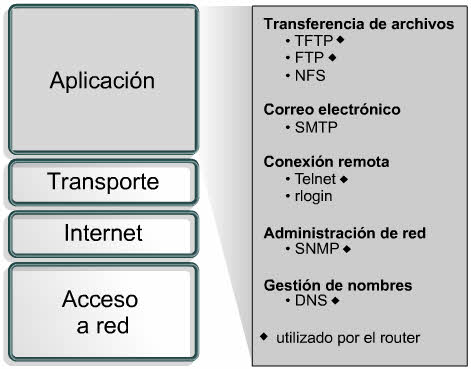 Aplicación
Transporte
Internet
Acceso
a red
Transferencia de archivos
• TFTP ◆
• FTP ◆
• NFS
Correo electrónico
• SMTP
Conexión remota
• Telnet ◆
• rlogin
Administración de red
• SNMP ◆
Gestión de nombres
• DNS ◆
◆ utilizado por el router